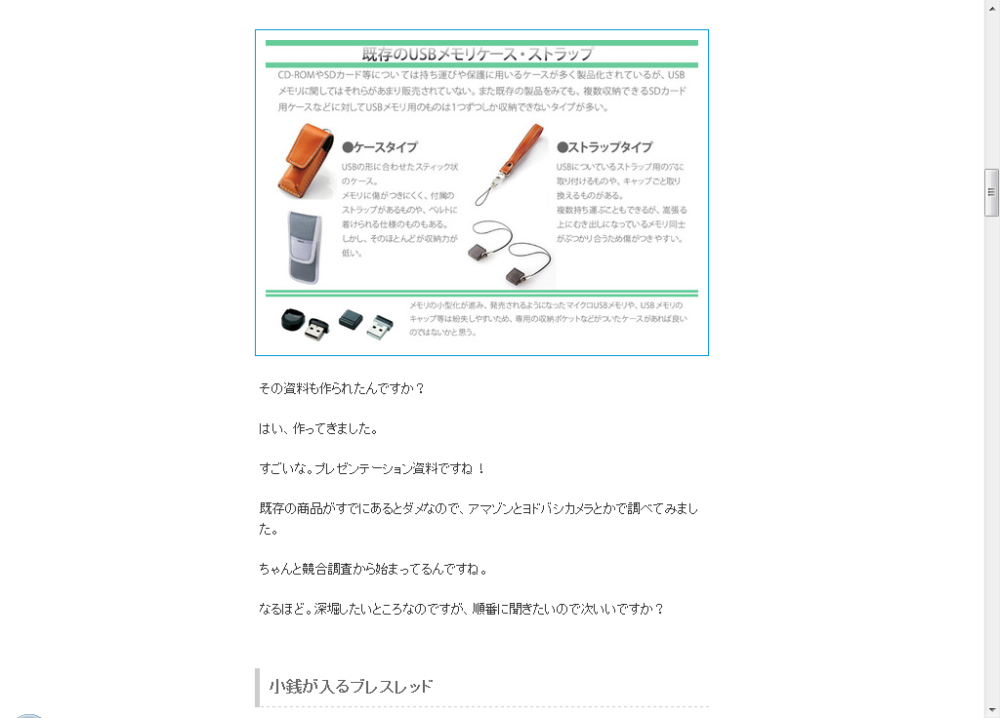 既存のUSBメモリケース・ストラップ
CD-ROMやSDカード等については持ち運びや保護に用いるケースが多く製品化されているが、USB
メモリに関してはそれらがあまり販売されていない。また既存の製品をみても、複数収納できるSDカード
用ケースなどに対してUSBメモリ用のものは1つずつしか収納できないタイプが多い。
●ケースタイプ
USBの形に合わせたスティック状
のケース。
メモリに傷がつきにくく、付属の
ストラップがあるものや、ベルトに
着けられる仕様のものもある。
しかし、そのほとんどが収納力が
低い。
●ストラップタイプ
USBについているストラップ用の穴に
取り付けるものや、キャップごと取り
換えるものがある。
複数持ち運ぶこともできるが、嵩張る
上にむき出しになっているメモリ同士
がぶつかり合うため傷がつきやすい。
メモリの小型化が進み、発売されるようになったマイクロUSBメモリや、USBメモリの
キャップ等は紛失しやすいため、専用の収納ポケットなどがついたケースがあれば良い
のではないかと思う。
その資料も作られたんですか？
はい、作ってきました。
すごいな。プレゼンテーション資料ですね！
既存の商品がすでにあるとダメなので、アマゾンとヨドバシカメラとかで調べてみまし
た。
ちゃんと競合調査から始まってるんですね。
なるほど。深堀したいところなのですが、順番に聞きたいので次いいですか？
小銭が入るブレスレッド